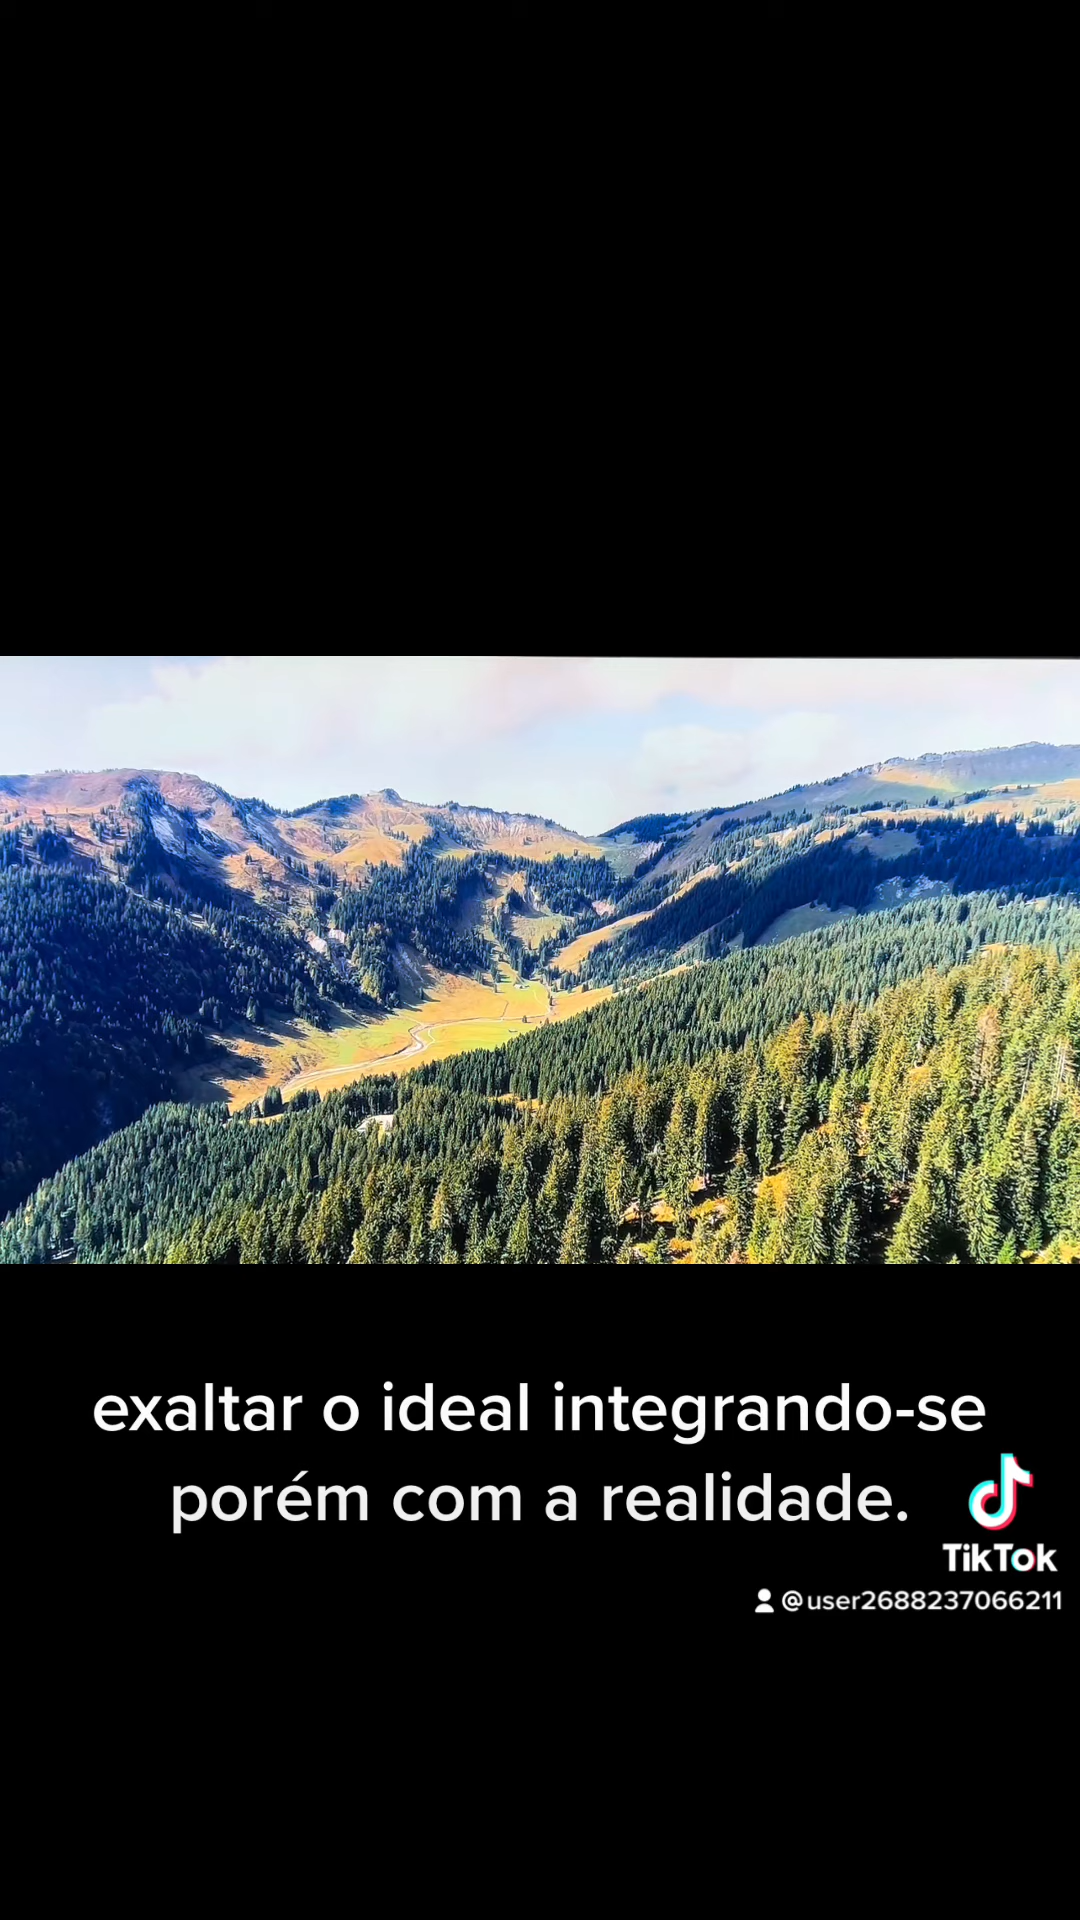 exaltar o ideal integrando-se
porém com a realidade.
TikTok
@user2688237066211